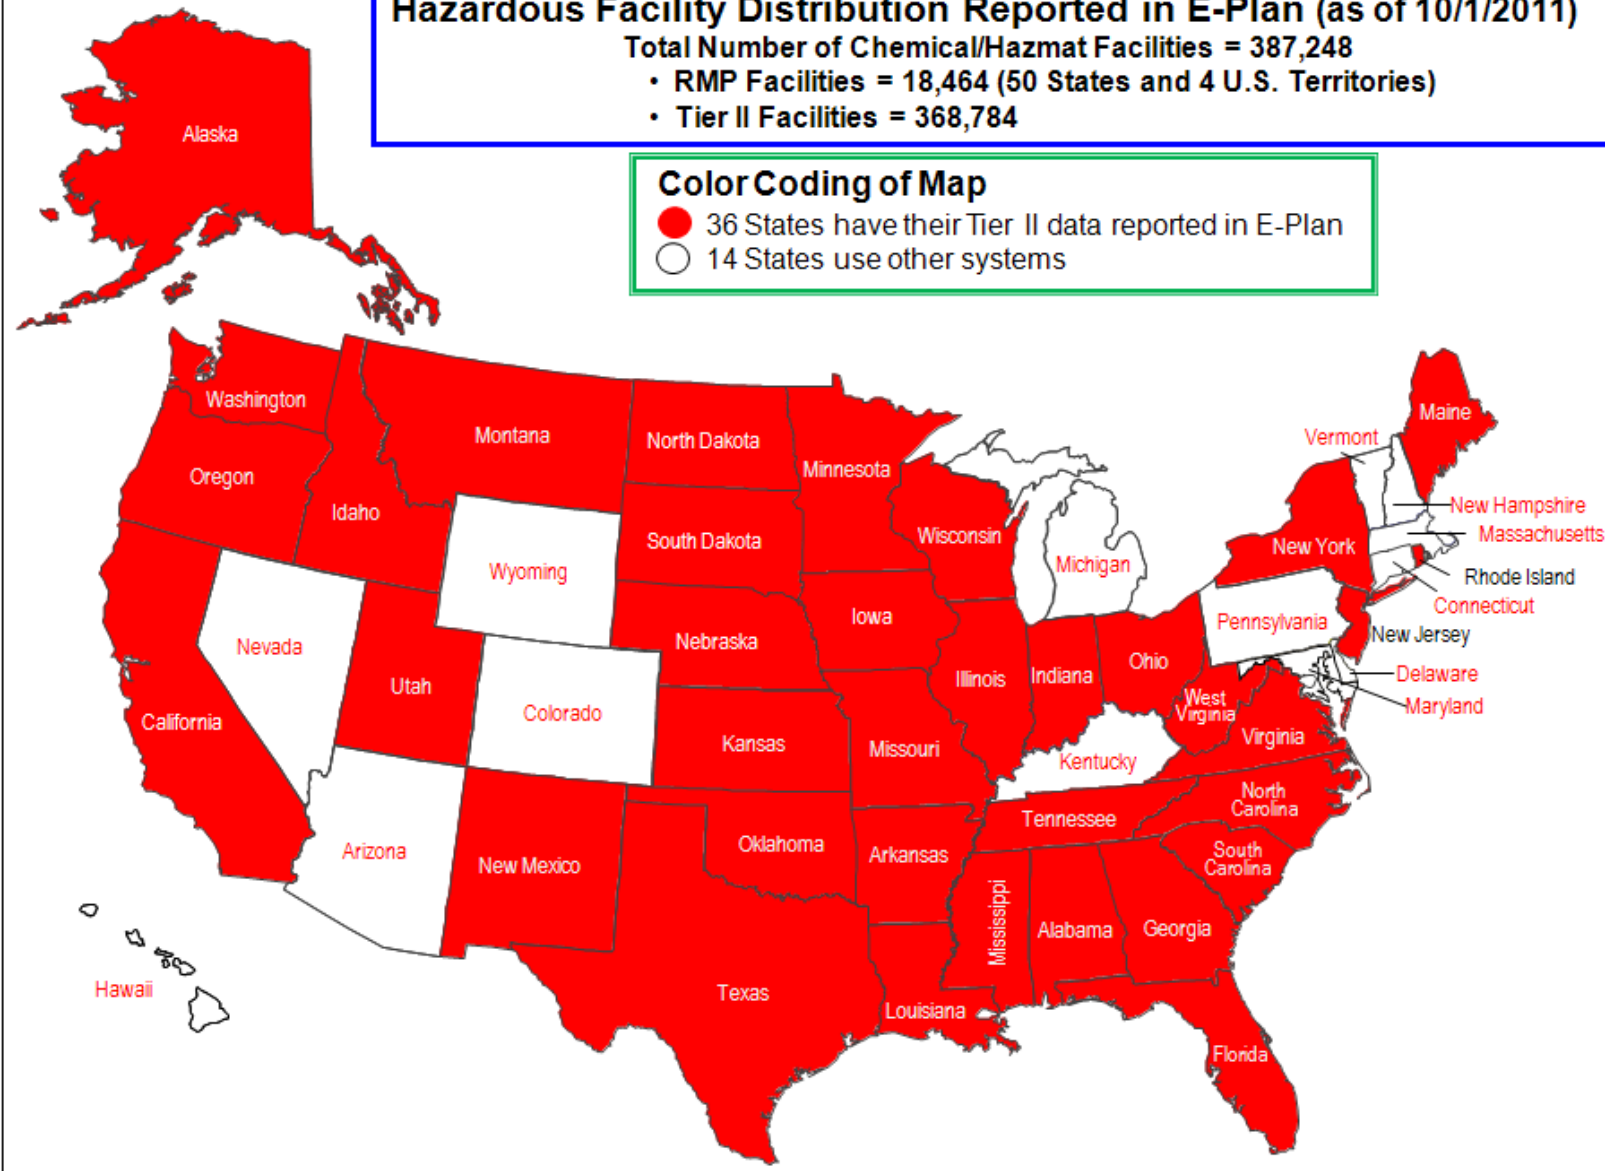 Hazardous Facility Distribution Reported in E-Plan (as of 10/1/2011)
Total Number of Chemical/Hazmat Facilities = 387,248
• RMP Facilities = 18,464 (50 States and 4 U.S. Territories)
• Tier II Facilities = 368,784
Color Coding of Map
36 States have their Tier II data reported in E-Plan
14 States use other systems
Alaska
Washington
Oregon
Idaho
Montana
North Dakota
Minnesota
South Dakota
Wisconsin
Wyoming
Michigan
Maine
Vermont
New Hampshire
Massachusetts
New York
Rhode Island
Connecticut
Pennsylvania
New Jersey
Delaware
Maryland
Nevada
Utah
Colorado
California
Nebraska
Iowa
Illinois
Indiana
Ohio
West
Virginia
Virginia
Kansas
Missouri
Kentucky
North
Carolina
Tennessee
South
Carolina
Arizona
New Mexico
Oklahoma
Arkansas
Mississippi
Alabama
Georgia
Hawaii
Texas
Louisiana
Florida